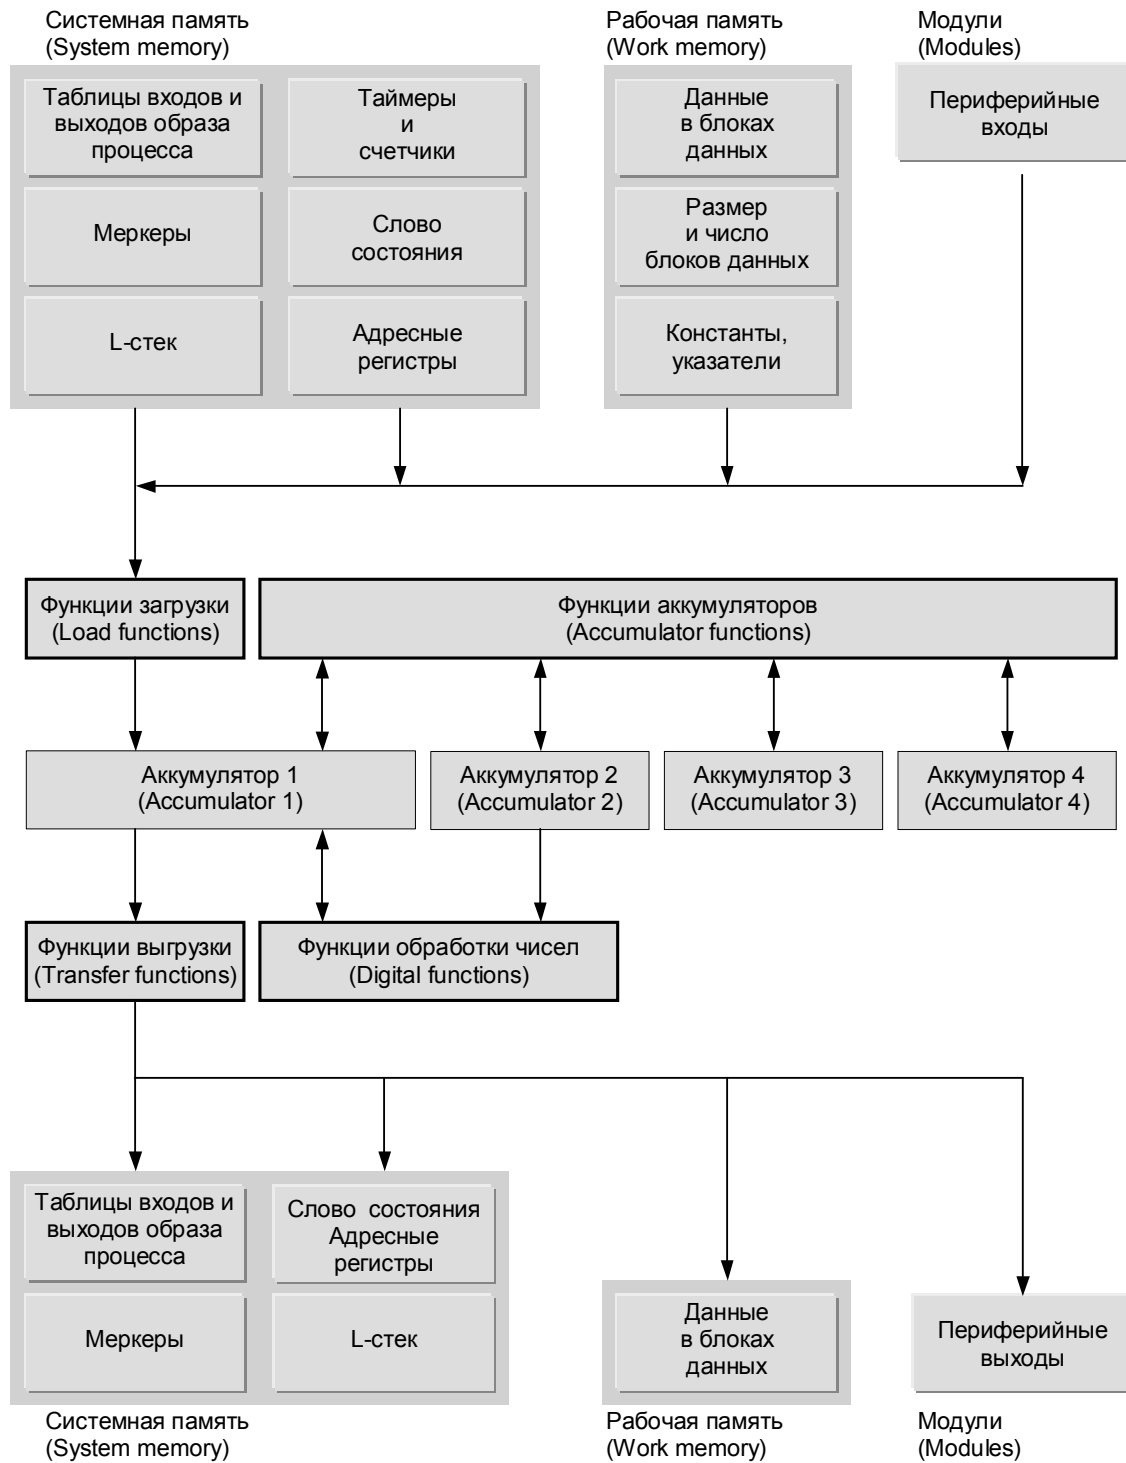 Системная память
(System memory)
Рабочая память
(Work memory)
Модули
(Modules)
Таблицы входов и
выходов образа
процесса
Таймеры
и
счетчики
Данные
в блоках
данных
Периферийные
входы
Меркеры
Слово
состояния
Размер
и число
блоков данных
L-стек
Адресные
регистры
Константы,
указатели
Функции загрузки
(Load functions)
Функции аккумуляторов
(Accumulator functions)
Аккумулятор 1
(Accumulator 1)
Аккумулятор 2
(Accumulator 2)
Аккумулятор 3
(Accumulator 3)
Аккумулятор 4
(Accumulator 4)
Функции выгрузки
(Transfer functions)
Функции обработки чисел
(Digital functions)
Таблицы входов и
выходов образа
процесса
Слово состояния
Адресные
регистры
Меркеры
L-стек
Данные
в блоках
данных
Периферийные
выходы
Системная память
(System memory)
Рабочая память
(Work memory)
Модули
(Modules)